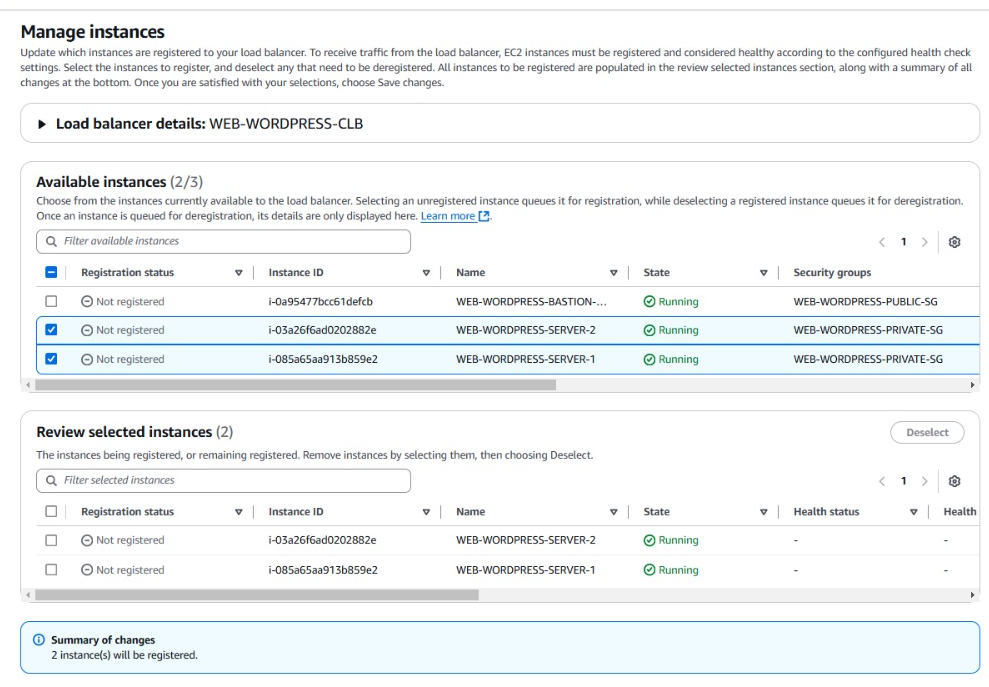 Manage instances
Update which instances are registered to your load balancer. To receive traffic from the load balancer, EC2 instances must be registered and considered healthy according to the configured health check
settings. Select the instances to register, and deselect any that need to be deregistered. All instances to be registered are populated in the review selected instances section, along with a summary of all
changes at the bottom. Once you are satisfied with your selections, choose Save changes.
Load balancer details: WEB-WORDPRESS-CLB
Available instances (2/3)
Choose from the instances currently available to the load balancer. Selecting an unregistered instance queues it for registration, while deselecting a registered instance queues it for deregistration.
Once an instance is queued for deregistration, its details are only displayed here. Learn more.
Filter available instances 1
Registration status Instance ID Name State Security groups
Not registered i-0a95477bcc61defcb WEB-WORDPRESS-BASTION-... Running WEB-WORDPRESS-PUBLIC-SG
Not registered i-03a26f6ad0202882e WEB-WORDPRESS-SERVER-2 Running WEB-WORDPRESS-PRIVATE-SG
Not registered i-085a65aa913b859e2 WEB-WORDPRESS-SERVER-1 Running WEB-WORDPRESS-PRIVATE-SG
Review selected instances (2) Deselect
The instances being registered, or remaining registered. Remove instances by selecting them, then choosing Deselect.
Filter selected instances 1
Registration status Instance ID Name State Health status Health
Not registered i-03a26f6ad0202882e WEB-WORDPRESS-SERVER-2 Running - -
Not registered i-085a65aa913b859e2 WEB-WORDPRESS-SERVER-1 Running - -
Summary of changes
2 instance(s) will be registered.